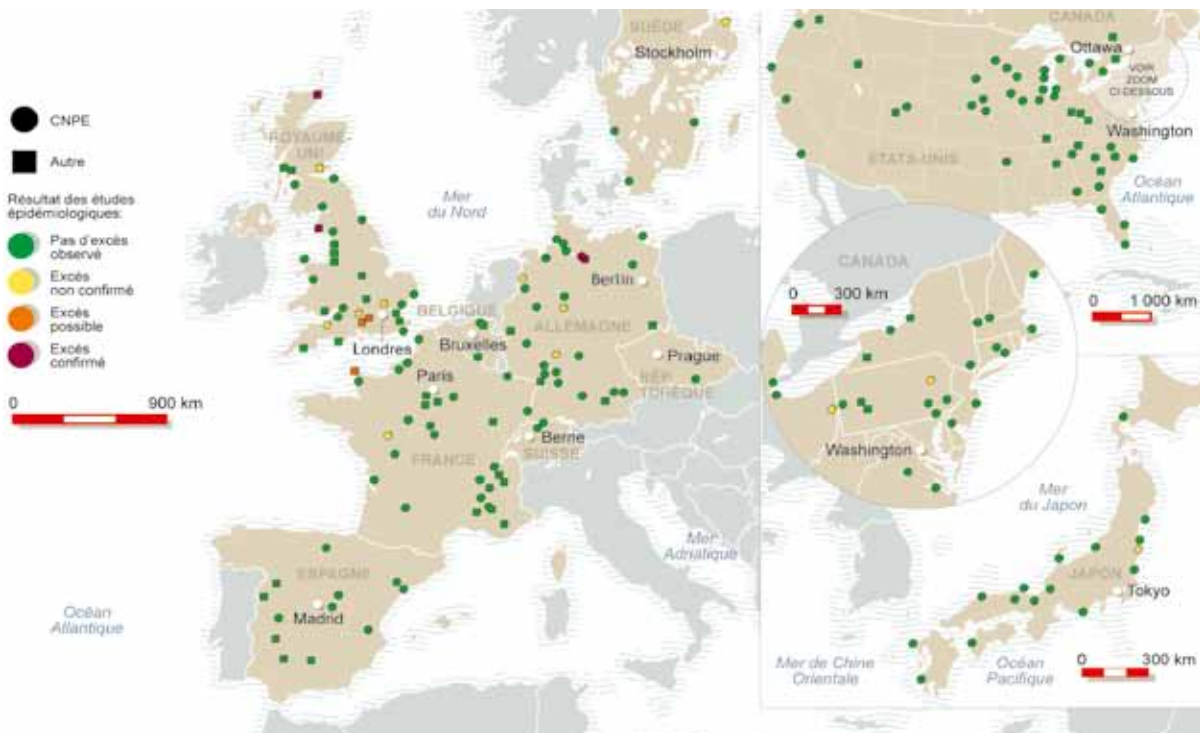 CNPE
Autre
Résultat des études
épidémiologiques:
Pas d'excès
observé
Excès
non confirmé
Excès
possible
Excès
confirmé
0 900 km
SUÈDE
Stockholm
ROYAUME-
UNI
Mer
du Nord
Berlin
BELGIQUE
ALLEMAGNE
Bruxelles
Londres
Prague
RÉP.
TCHÈQUE
Paris
Berne
SUISSE
FRANCE
Mer
Adriatique
ESPAGNE
Madrid
Océan
Atlantique
CANADA
Ottawa
VOIR
ZOOM
CI-DESSOUS
Washington
ÉTATS-UNIS
Océan
Atlantique
CANADA
0 300 km
0 1 000 km
Washington
Mer
du Japon
JAPON
Tokyo
Mer de Chine
Orientale
Océan
Pacifique
0 300 km